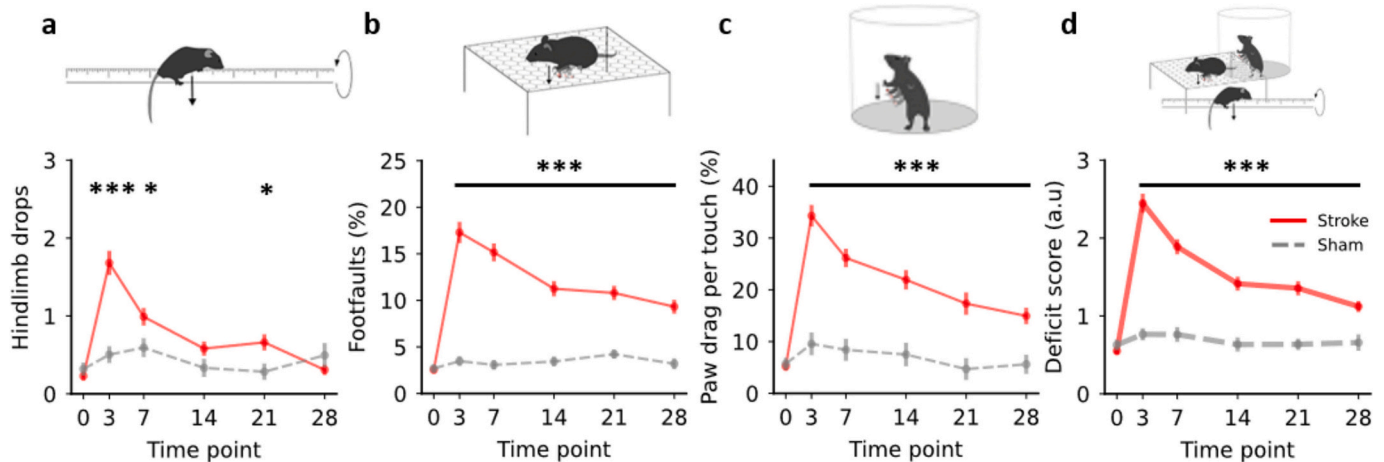 a
b
c
d
Hindlimb drops
3
2
1
0
*** *
*
0 3 7 14 21 28
Time point
Footfaults (%)
25
20
15
10
5
0
***
0 3 7 14 21 28
Time point
Paw drag per touch (%)
40
30
20
10
0
***
0 3 7 14 21 28
Time point
Deficit score (a.u)
3
2
1
0
***
Stroke
Sham
0 3 7 14 21 28
Time point